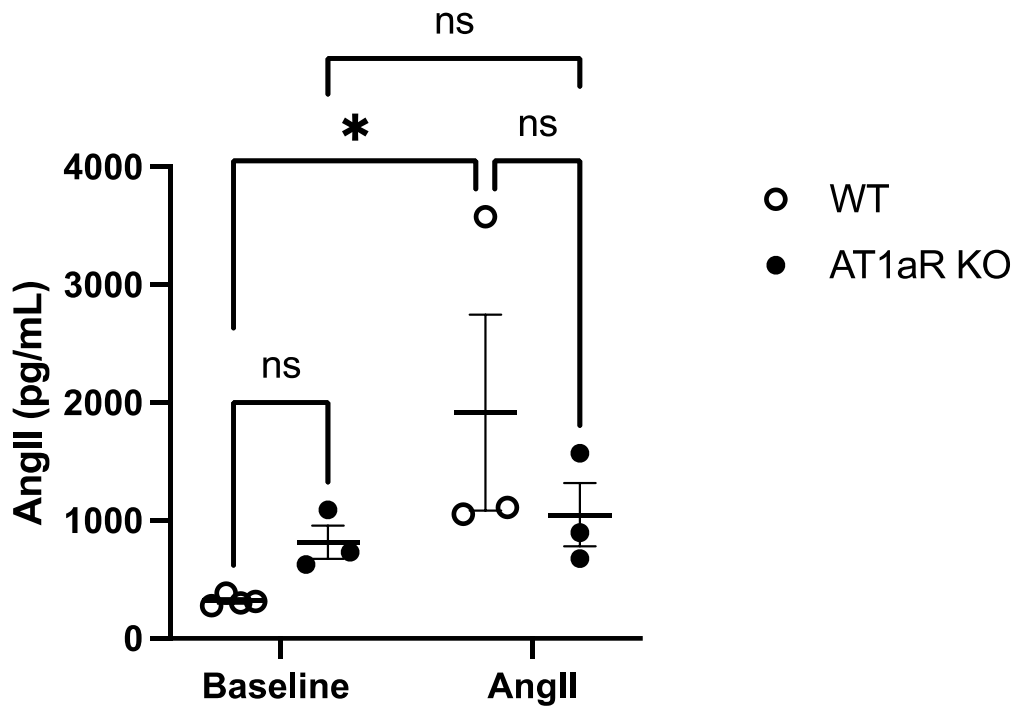 ns
*
ns
4000
3000
2000
1000
0
ns
AngII (pg/mL)
Baseline
AngII
WT
AT1aR KO